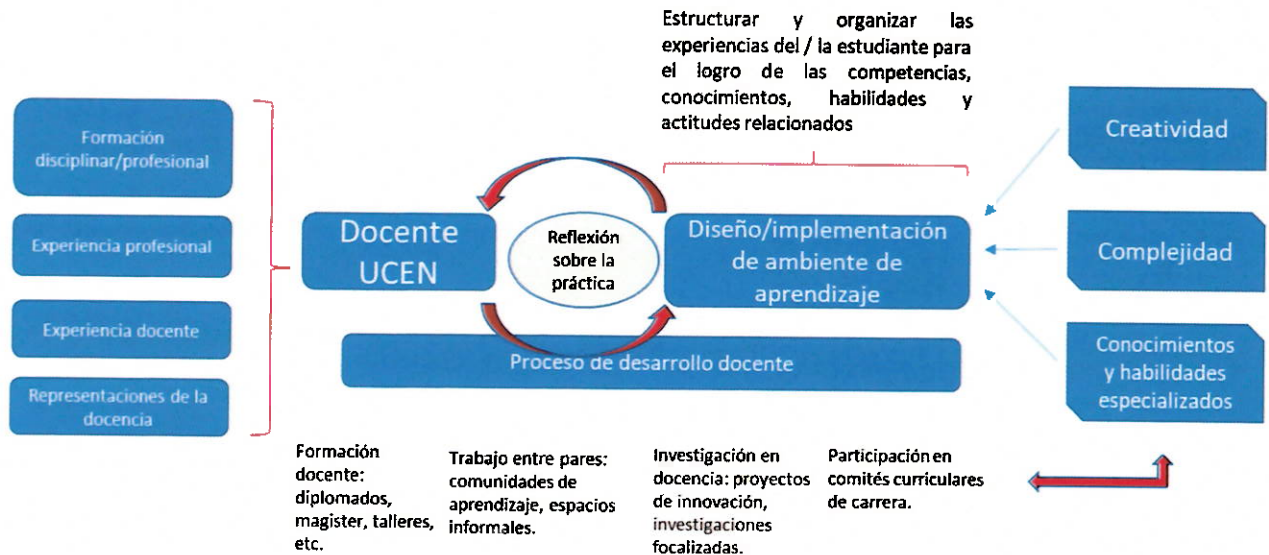 Estructurar y organizar las
experiencias del / la estudiante para
el logro de las competencias,
conocimientos, habilidades y
actitudes relacionados
Formación
disciplinar/profesional
Experiencia profesional
Experiencia docente
Representaciones de la
docencia
Docente
UCEN
Reflexión
sobre la
práctica
Diseño/implementación
de ambiente de
aprendizaje
Creatividad
Complejidad
Conocimientos
y habilidades
especializados
Proceso de desarrollo docente
Formación
docente:
diplomados,
magister, talleres,
etc.
Trabajo entre pares:
comunidades de
aprendizaje, espacios
informales.
Investigación en
docencia: proyectos
de innovación,
investigaciones
focalizadas.
Participación en
comités curriculares
de carrera.